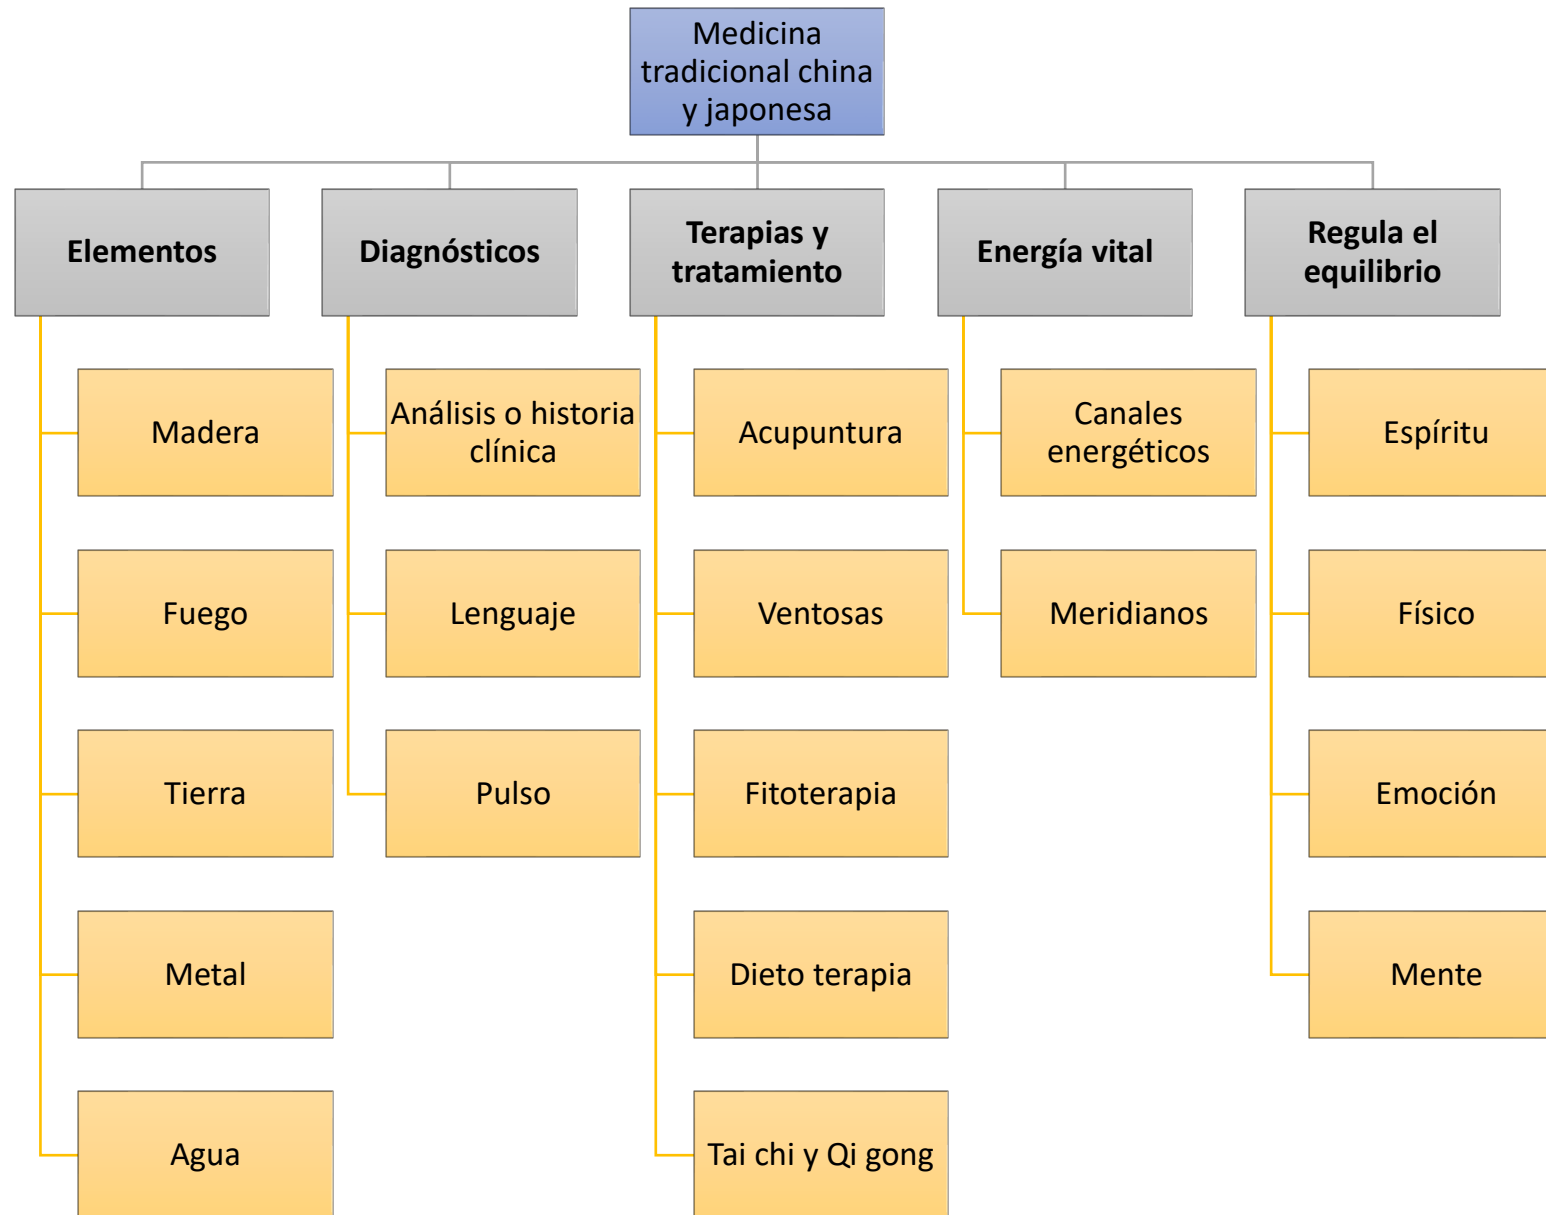 Medicina
tradicional china
y japonesa
Elementos
Diagnósticos
Terapias y
tratamiento
Energía vital
Regula el
equilibrio
Madera
Fuego
Tierra
Metal
Agua
Análisis o historia
clínica
Lenguaje
Pulso
Acupuntura
Ventosas
Fitoterapia
Dieto terapia
Tai chi y Qi gong
Canales
energéticos
Meridianos
Espíritu
Físico
Emoción
Mente